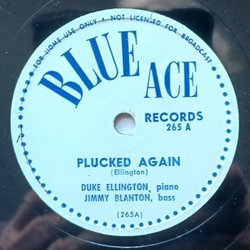 FOR HOME USE ONLY • NOT LICENSED FOR BROADCAST
BLUE ACE
RECORDS
265 A
PLUCKED AGAIN
(Ellington)
DUKE ELLINGTON, piano
JIMMY BLANTON, bass
(265A)